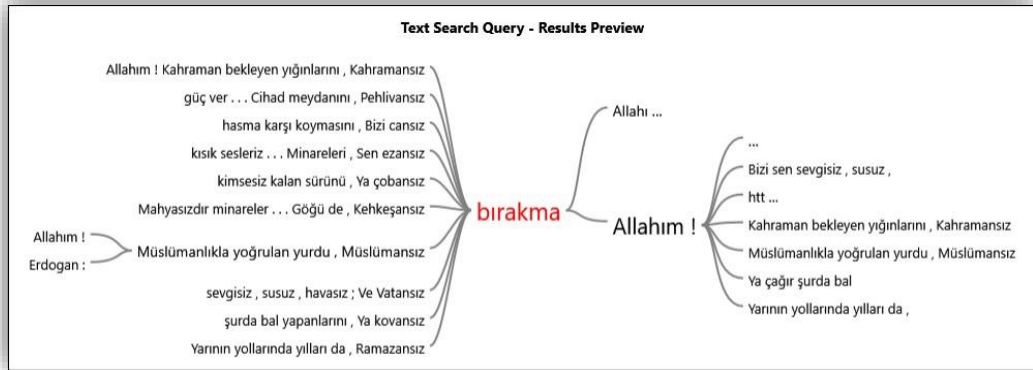 Text Search Query - Results Preview
Allahım ! Kahraman bekleyen yığınlarını , Kahramansız
güç ver . . . Cihad meydanını , Pehlivansız
hasma karşı koymasını , Bizi cansız
kısık sesleriz . . . Minareleri , Sen ezansız
kimsesiz kalan sürünü , Ya çobansız
Mahyasızdır minareler . . . Göğü de , Kehkeşansız
Allahım !
Erdogan :
Müslümanlıkla yoğrulan yurdu , Müslümansız
sevgisiz , susuz , havasız ; Ve Vatansız
şurda bal yapanlarını , Ya kovansız
Yarının yollarında yılları da , Ramazansız
bırakma
Allahı ...
Allahım !
...
Bizi sen sevgisiz , susuz ,
htt ...
Kahraman bekleyen yığınlarını , Kahramansız
Müslümanlıkla yoğrulan yurdu , Müslümansız
Ya çağır şurda bal
Yarının yollarında yılları da ,